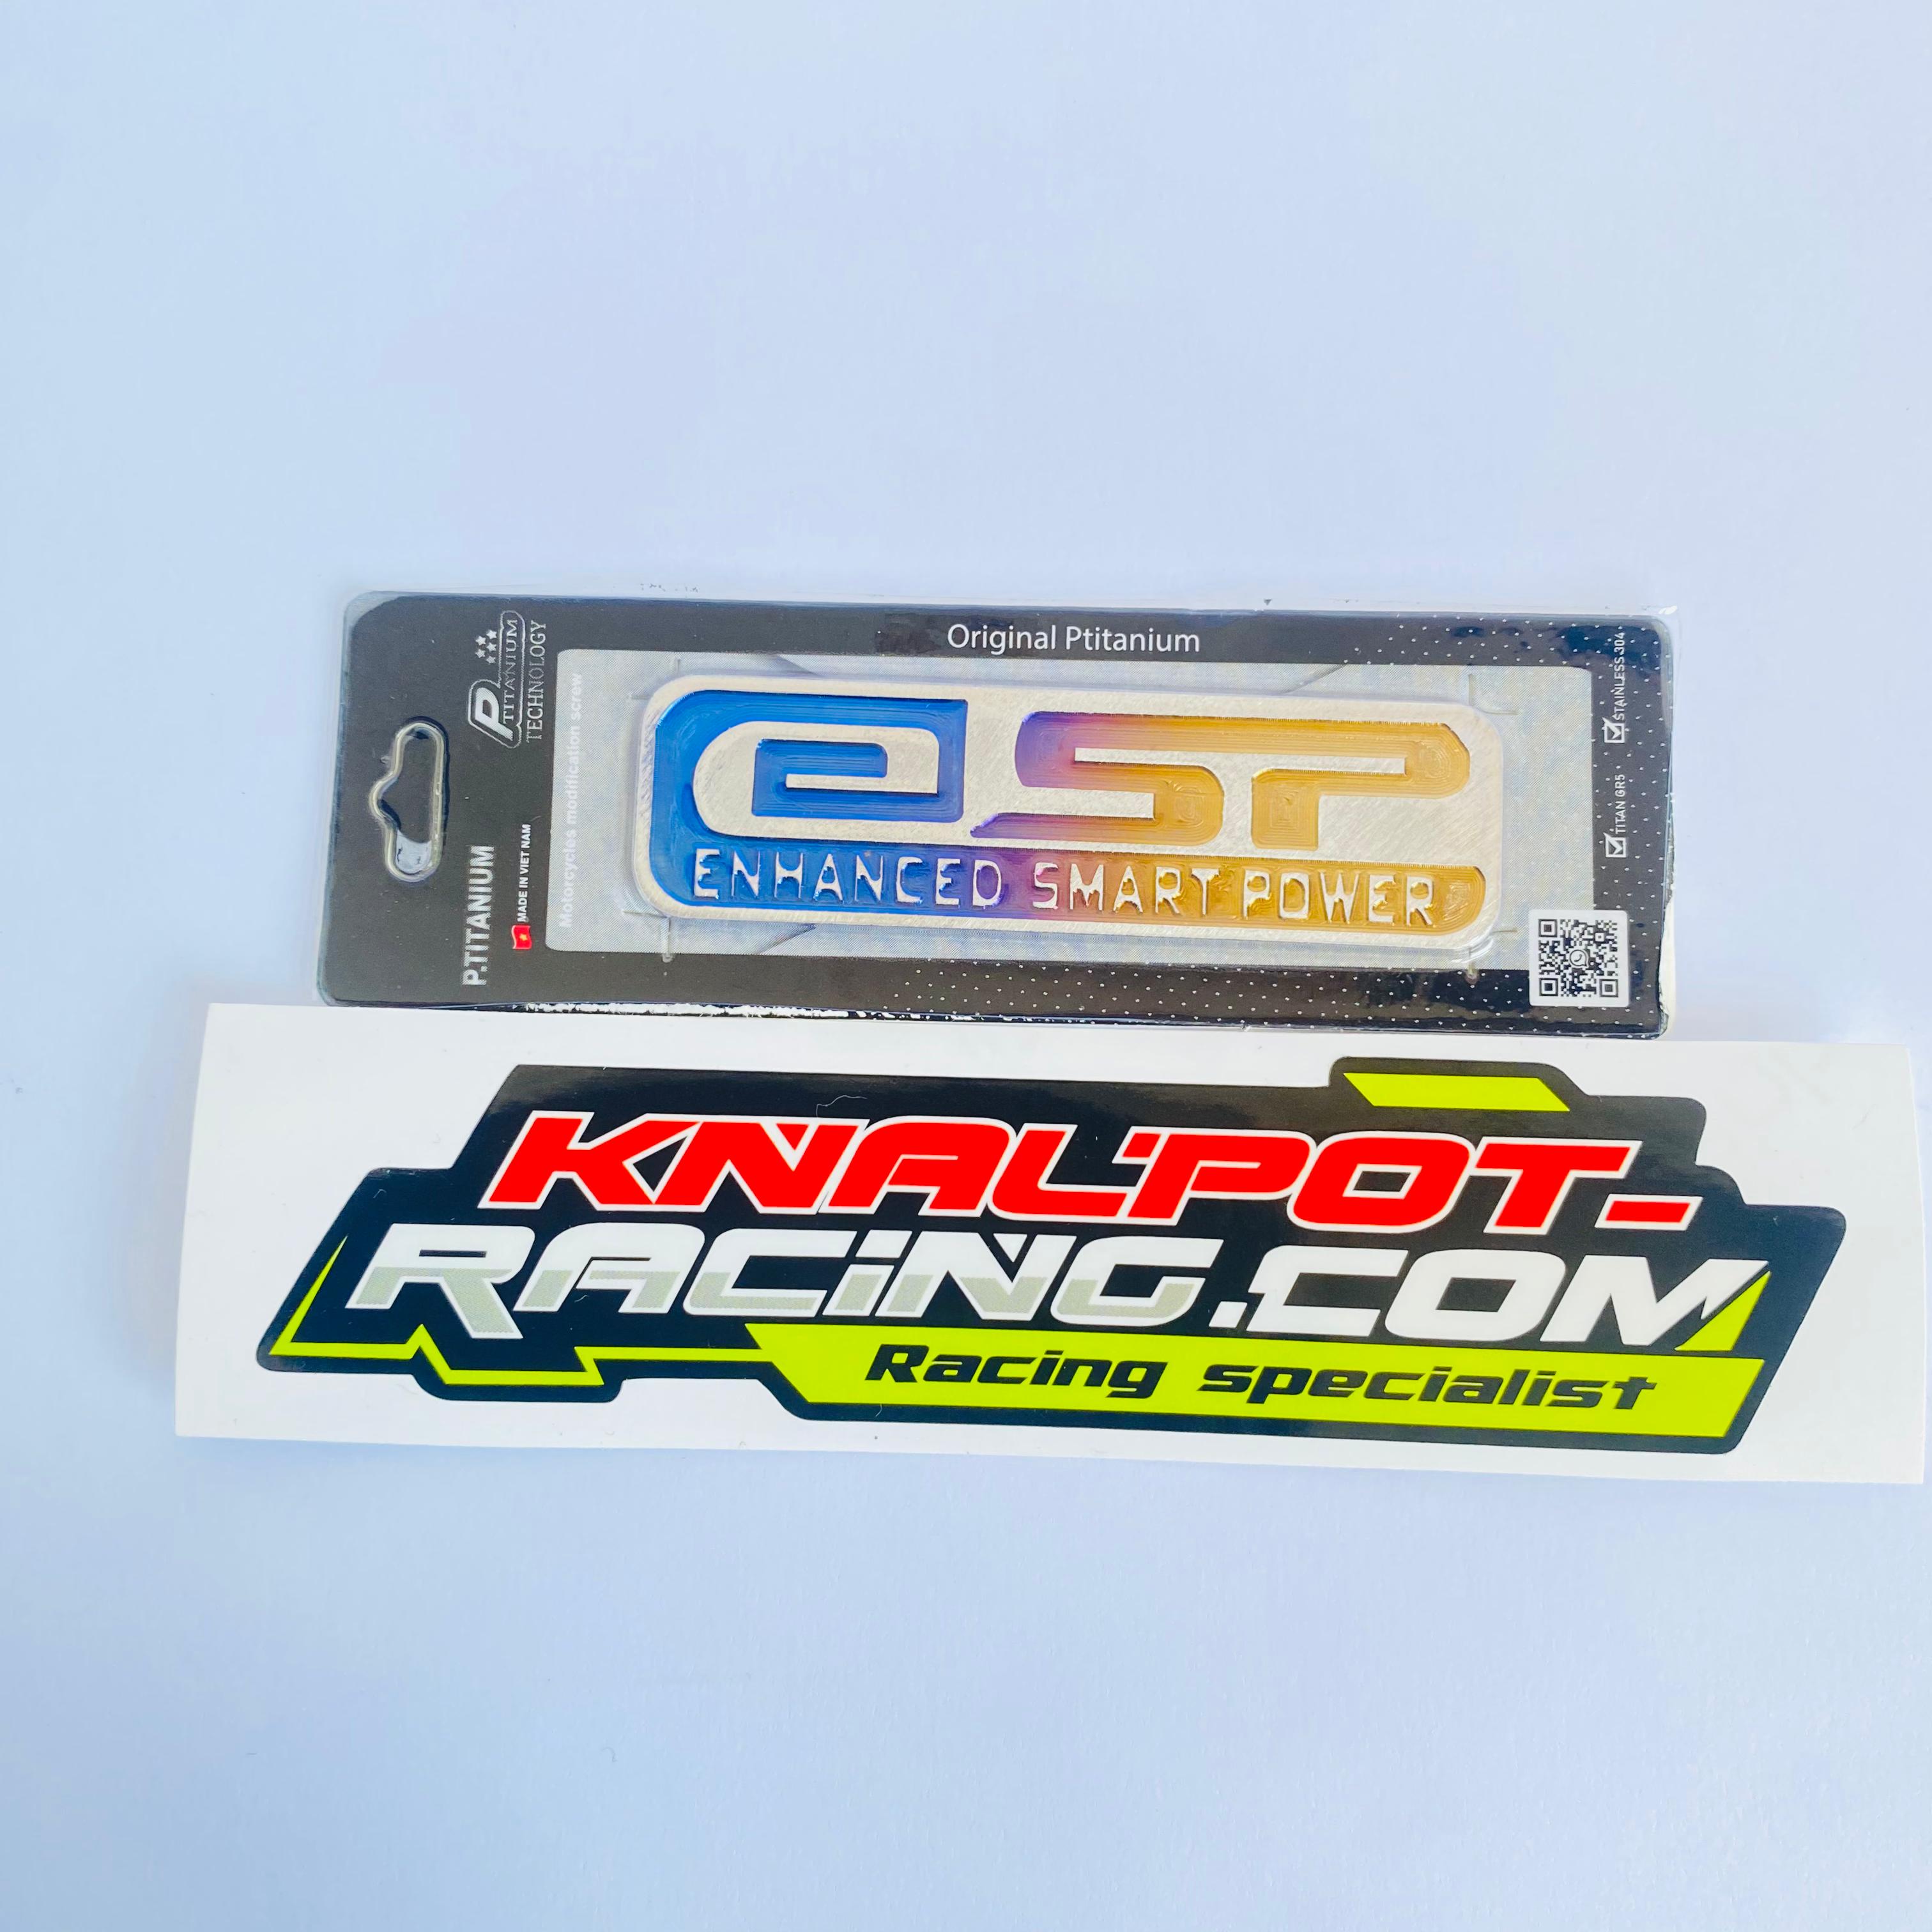 Original Ptitanium
P TITANIUM
TECHNOLOGY
P.TITANIUM
MADE IN VIET NAM
Motorcycles modification screw
esp
ENHANCED SMART POWER
STAINLESS 304
TITAN GR5
KNALPOT-
RACING.COM
Racing specialist